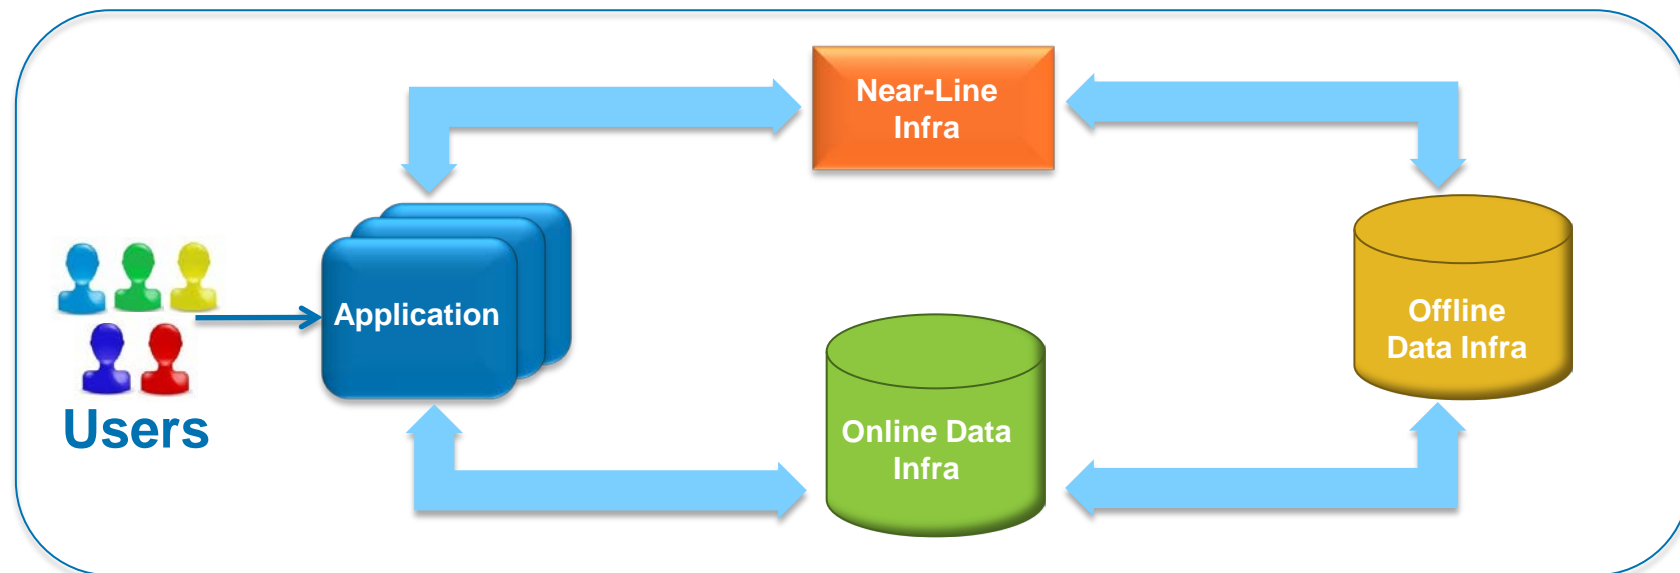 Near-Line
Infra
Application
Users
Online Data
Infra
Offline
Data Infra